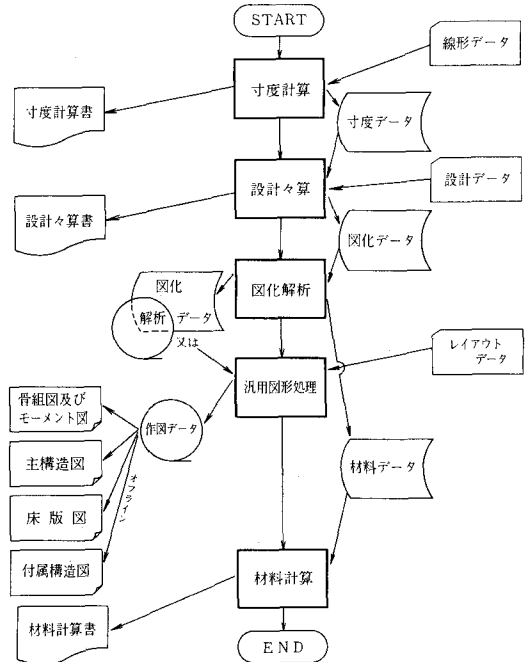 START
線形データ
寸度計算
寸度計算書
寸度データ
設計々算
設計データ
設計々算書
図化データ
図化解析
図化
解析データ
又は
レイアウト
データ
汎用図形処理
骨組図及び
モーメント図
作図データ
主構造図
オフライン
材料データ
床版図
付属構造図
材料計算
材料計算書
END